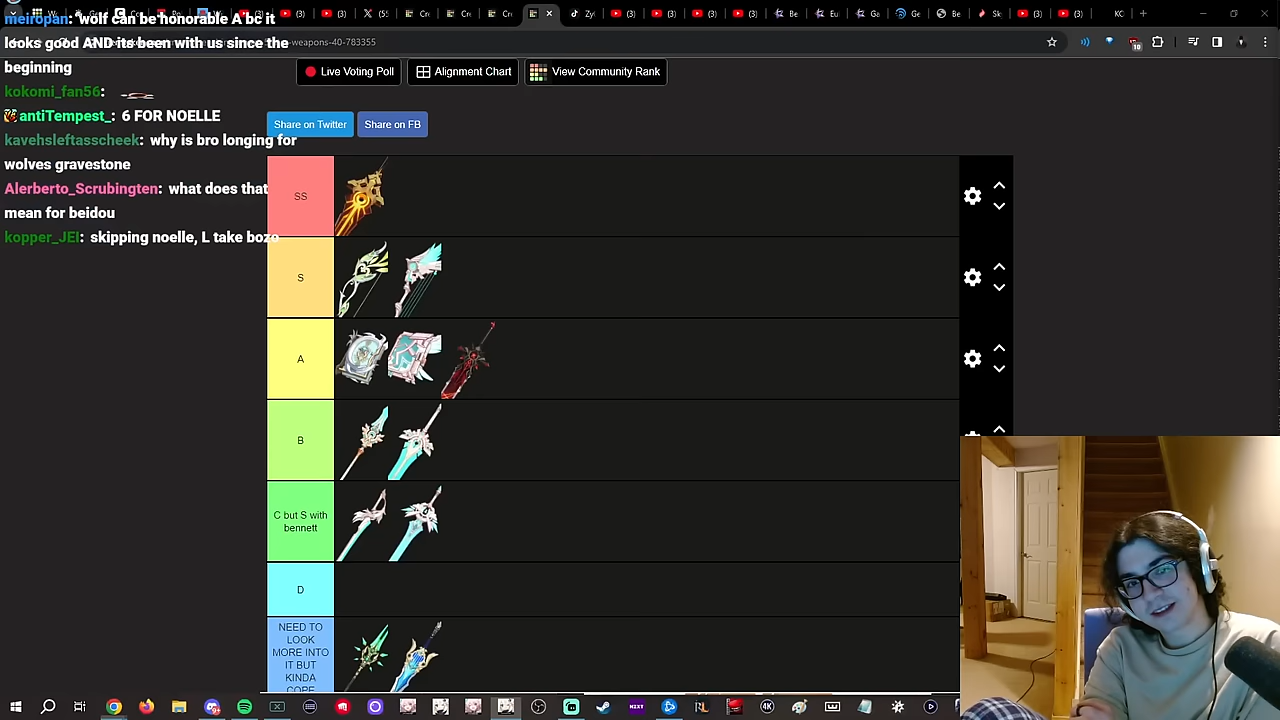 meiropan: wolf can be honorable A bc it
looks good AND its been with us since the
beginning
kokomi_fan56:
antiTempest_: 6 FOR NOELLE
kavehsleftasscheek: why is bro longing for
wolves gravestone
Alerberto_Scrubingten: what does that
mean for beidou
kopper_JEI: skipping noelle, L take bozo
weapons-40-783355
Live Voting Poll
Alignment Chart
View Community Rank
Share on Twitter
Share on FB
SS
S
A
B
C but S with
bennett
D
NEED TO
LOOK
MORE INTO
IT BUT
KINDA
COPE